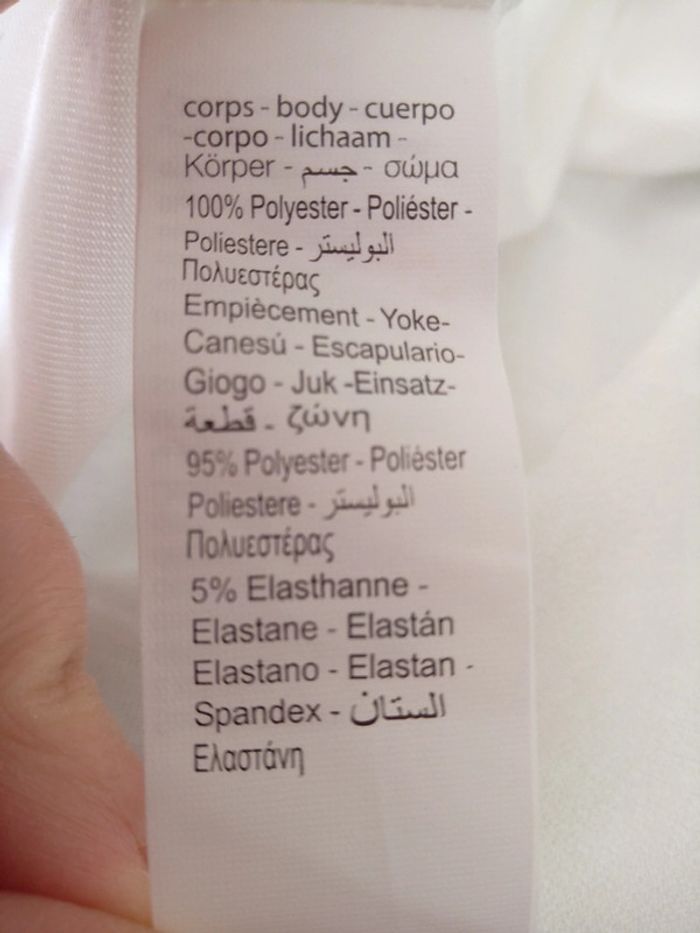 corps - body - cuerpo
-corpo - lichaam -
Körper - جسم - σώμα
100% Polyester - Poliéster -
Poliestere - البوليستر
Πολυεστέρας
Empiècement - Yoke-
Canesú - Escapulario-
Giogo - Juk -Einsatz-
قطعة - ζώνη
95% Polyester - Poliéster
Poliestere - البوليستر
Πολυεστέρας
5% Elasthanne -
Elastane - Elastán
Elastano - Elastan -
Spandex - الستان
Ελαστάνη